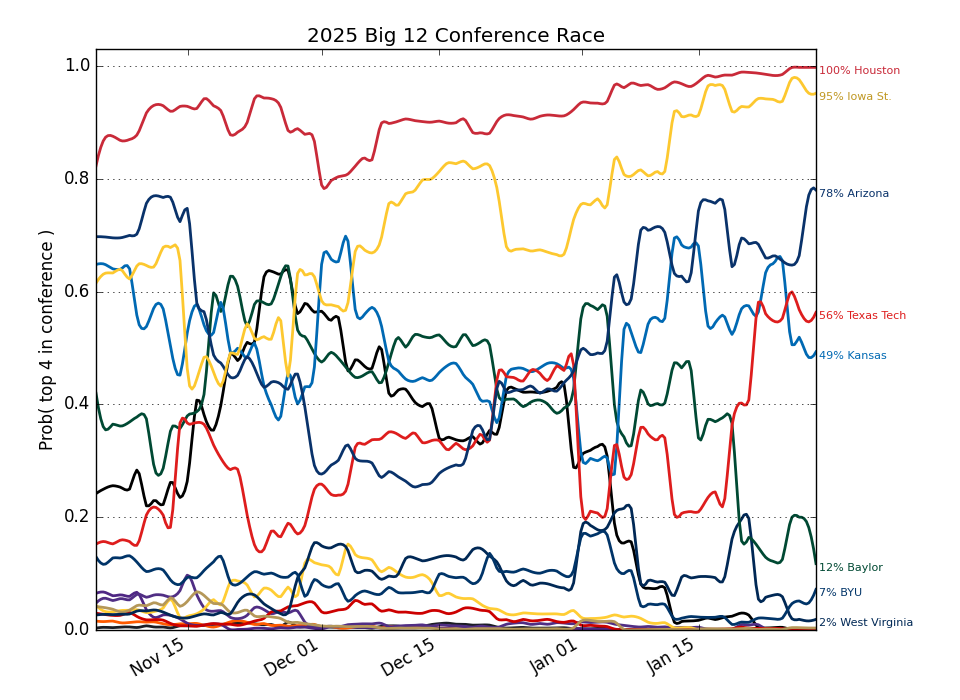 2025 Big 12 Conference Race
Prob( top 4 in conference )
1.0
0.8
0.6
0.4
0.2
0.0
Nov 15
Dec 01
Dec 15
Jan 01
Jan 15
100% Houston
95% Iowa St.
78% Arizona
56% Texas Tech
49% Kansas
12% Baylor
7% BYU
2% West Virginia